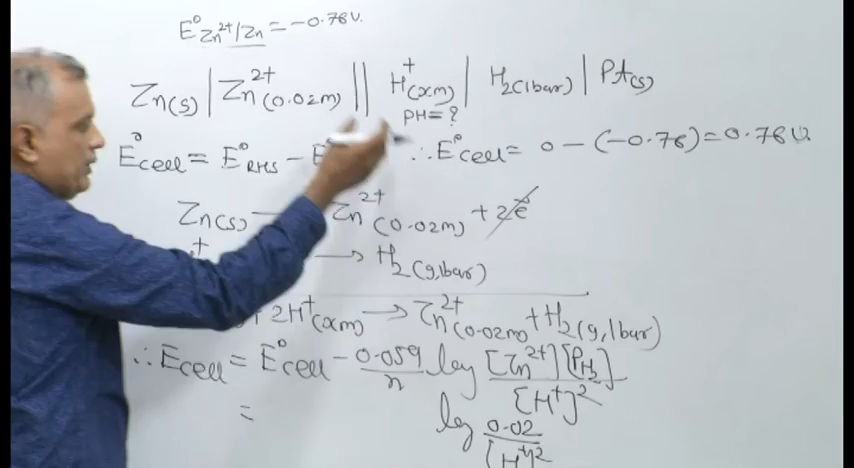 E°Zn²⁺/Zn = -0.76V.
Zn(s) | Zn²⁺(0.02M) || H⁺(xM) | H₂(1bar) | Pt(s)
PH = ?
E°cell = E°RHS - E° ∴ E°cell = 0 - (-0.76) = 0.76V.
Zn(s) Zn²⁺(0.02M) + 2e⁻
⁺ → H₂(g,1bar)
+ 2H⁺(xM) → Zn²⁺(0.02M) + H₂(g,1bar)
∴ Ecell = E°cell - 0.059/n log [Zn²⁺][PH₂]/[H⁺]²
= log 0.02/[H⁺]²